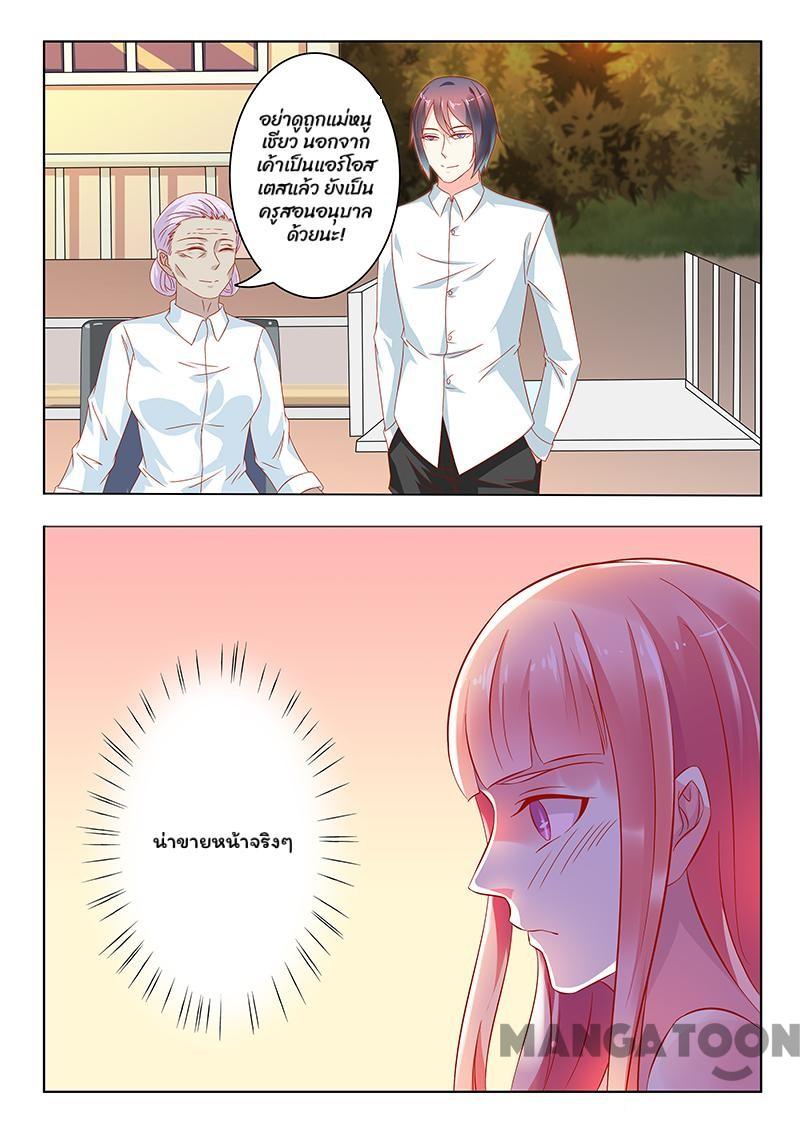 อย่าดูถูกแม่หนู
เชียว นอกจาก
เค้าเป็นแอร์โฮส
เตสแล้ว ยังเป็น
ครูสอนอนุบาล
ด้วยนะ!
น่าขายหน้าจริงๆ
MANGATOON